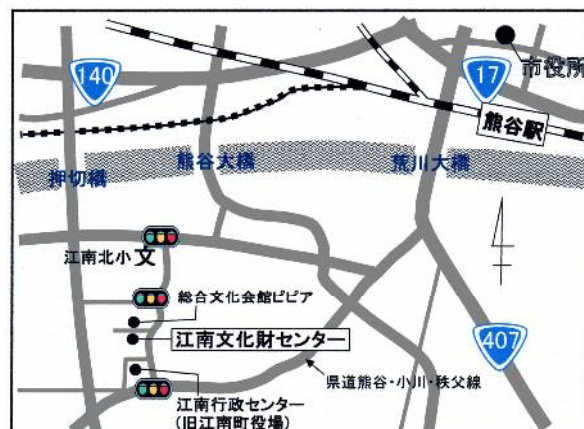 140
17
市役所
熊谷駅
押切橋
熊谷大橋
荒川大橋
江南北小 文
総合文化会館ピピア
江南文化財センター
407
県道熊谷・小川・秩父線
江南行政センター
(旧江南町役場)